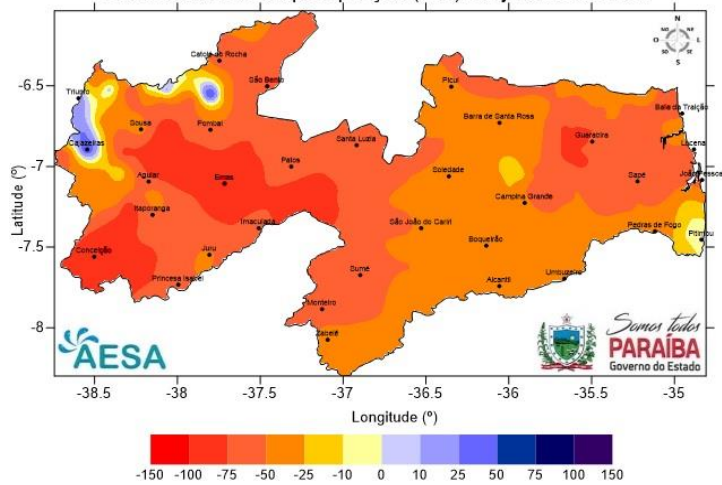 N
NO NE
O L
SO SE
S
Catolé do Rocha
São Bento
Picuí
Triunfo
Baía da Traição
Sousa
Pombal
Barra de Santa Rosa
Guarabira
Cajazeiras
Santa Luzia
Lucena
Patos
João Pessoa
Aguiar
Emas
Soledade
Sapé
Campina Grande
Itaporanga
Imaculada
São João do Cariri
Pedras de Fogo
Pitimbu
Conceição
Juru
Boqueirão
Princesa Isabel
Sumé
Alcantil
Umbuzeiro
Monteiro
Zabelê
-6.5
-7
-7.5
-8
Latitude (º)
AESA
Somos todos
PARAÍBA
Governo do Estado
-38.5 -38 -37.5 -37 -36.5 -36 -35.5 -35
Longitude (º)
-150 -100 -75 -50 -25 -10 0 10 25 50 75 100 150